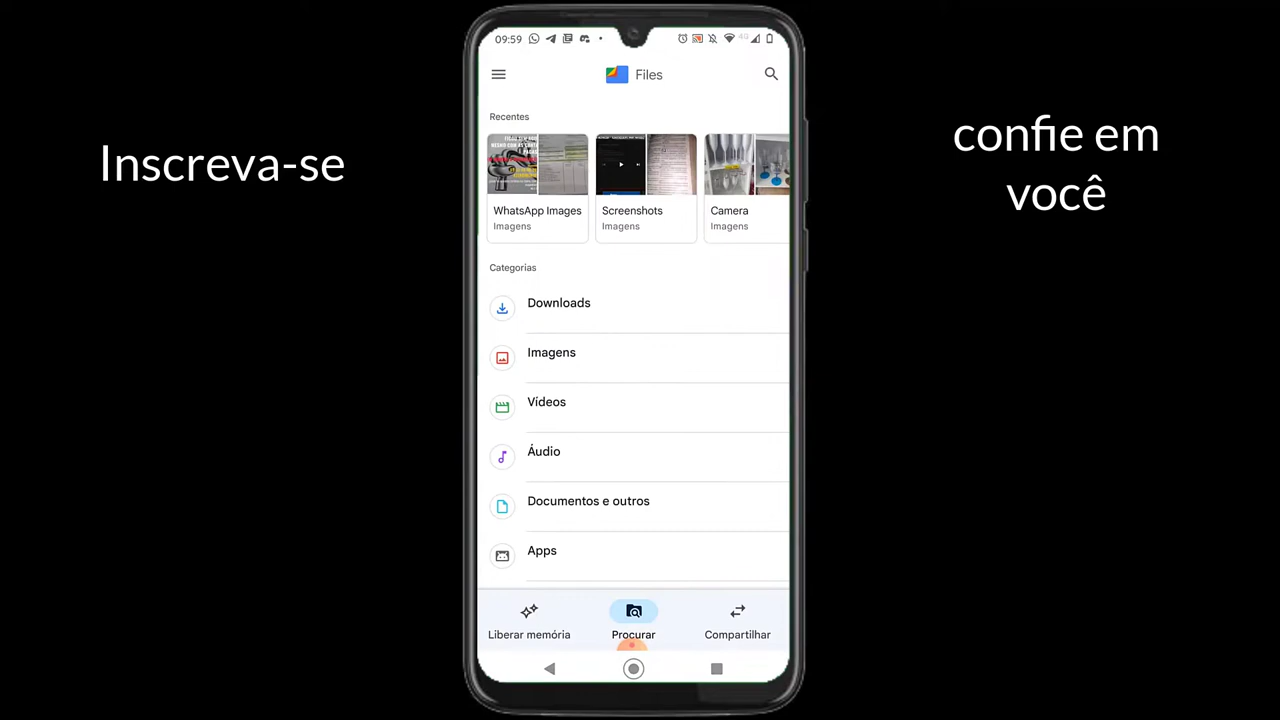 Inscreva-se
confie em
você
09:59
4G
Files
Recentes
WhatsApp Images
Imagens
Screenshots
Imagens
Camera
Imagens
Categorias
Downloads
Imagens
Vídeos
Áudio
Documentos e outros
Apps
Liberar memória
Procurar
Compartilhar